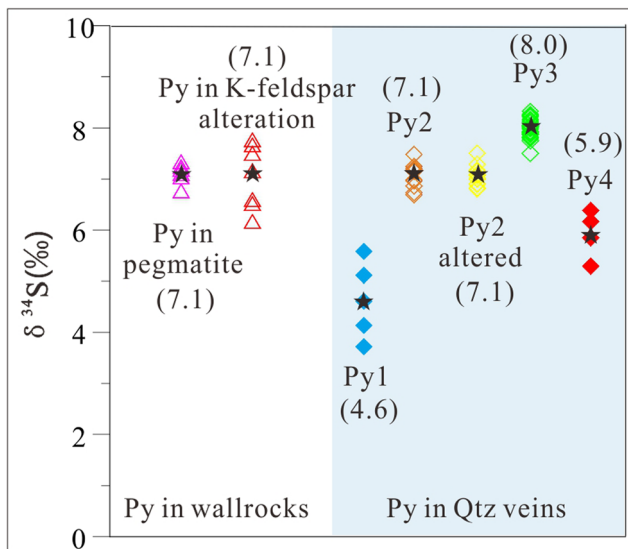 10
8
6
4
2
0
δ ³⁴S(‰)
(7.1)
Py in K-feldspar
alteration
Py in
pegmatite
(7.1)
(7.1)
Py2
(8.0)
Py3
(5.9)
Py4
Py2
altered
(7.1)
Py1
(4.6)
Py in wallrocks
Py in Qtz veins